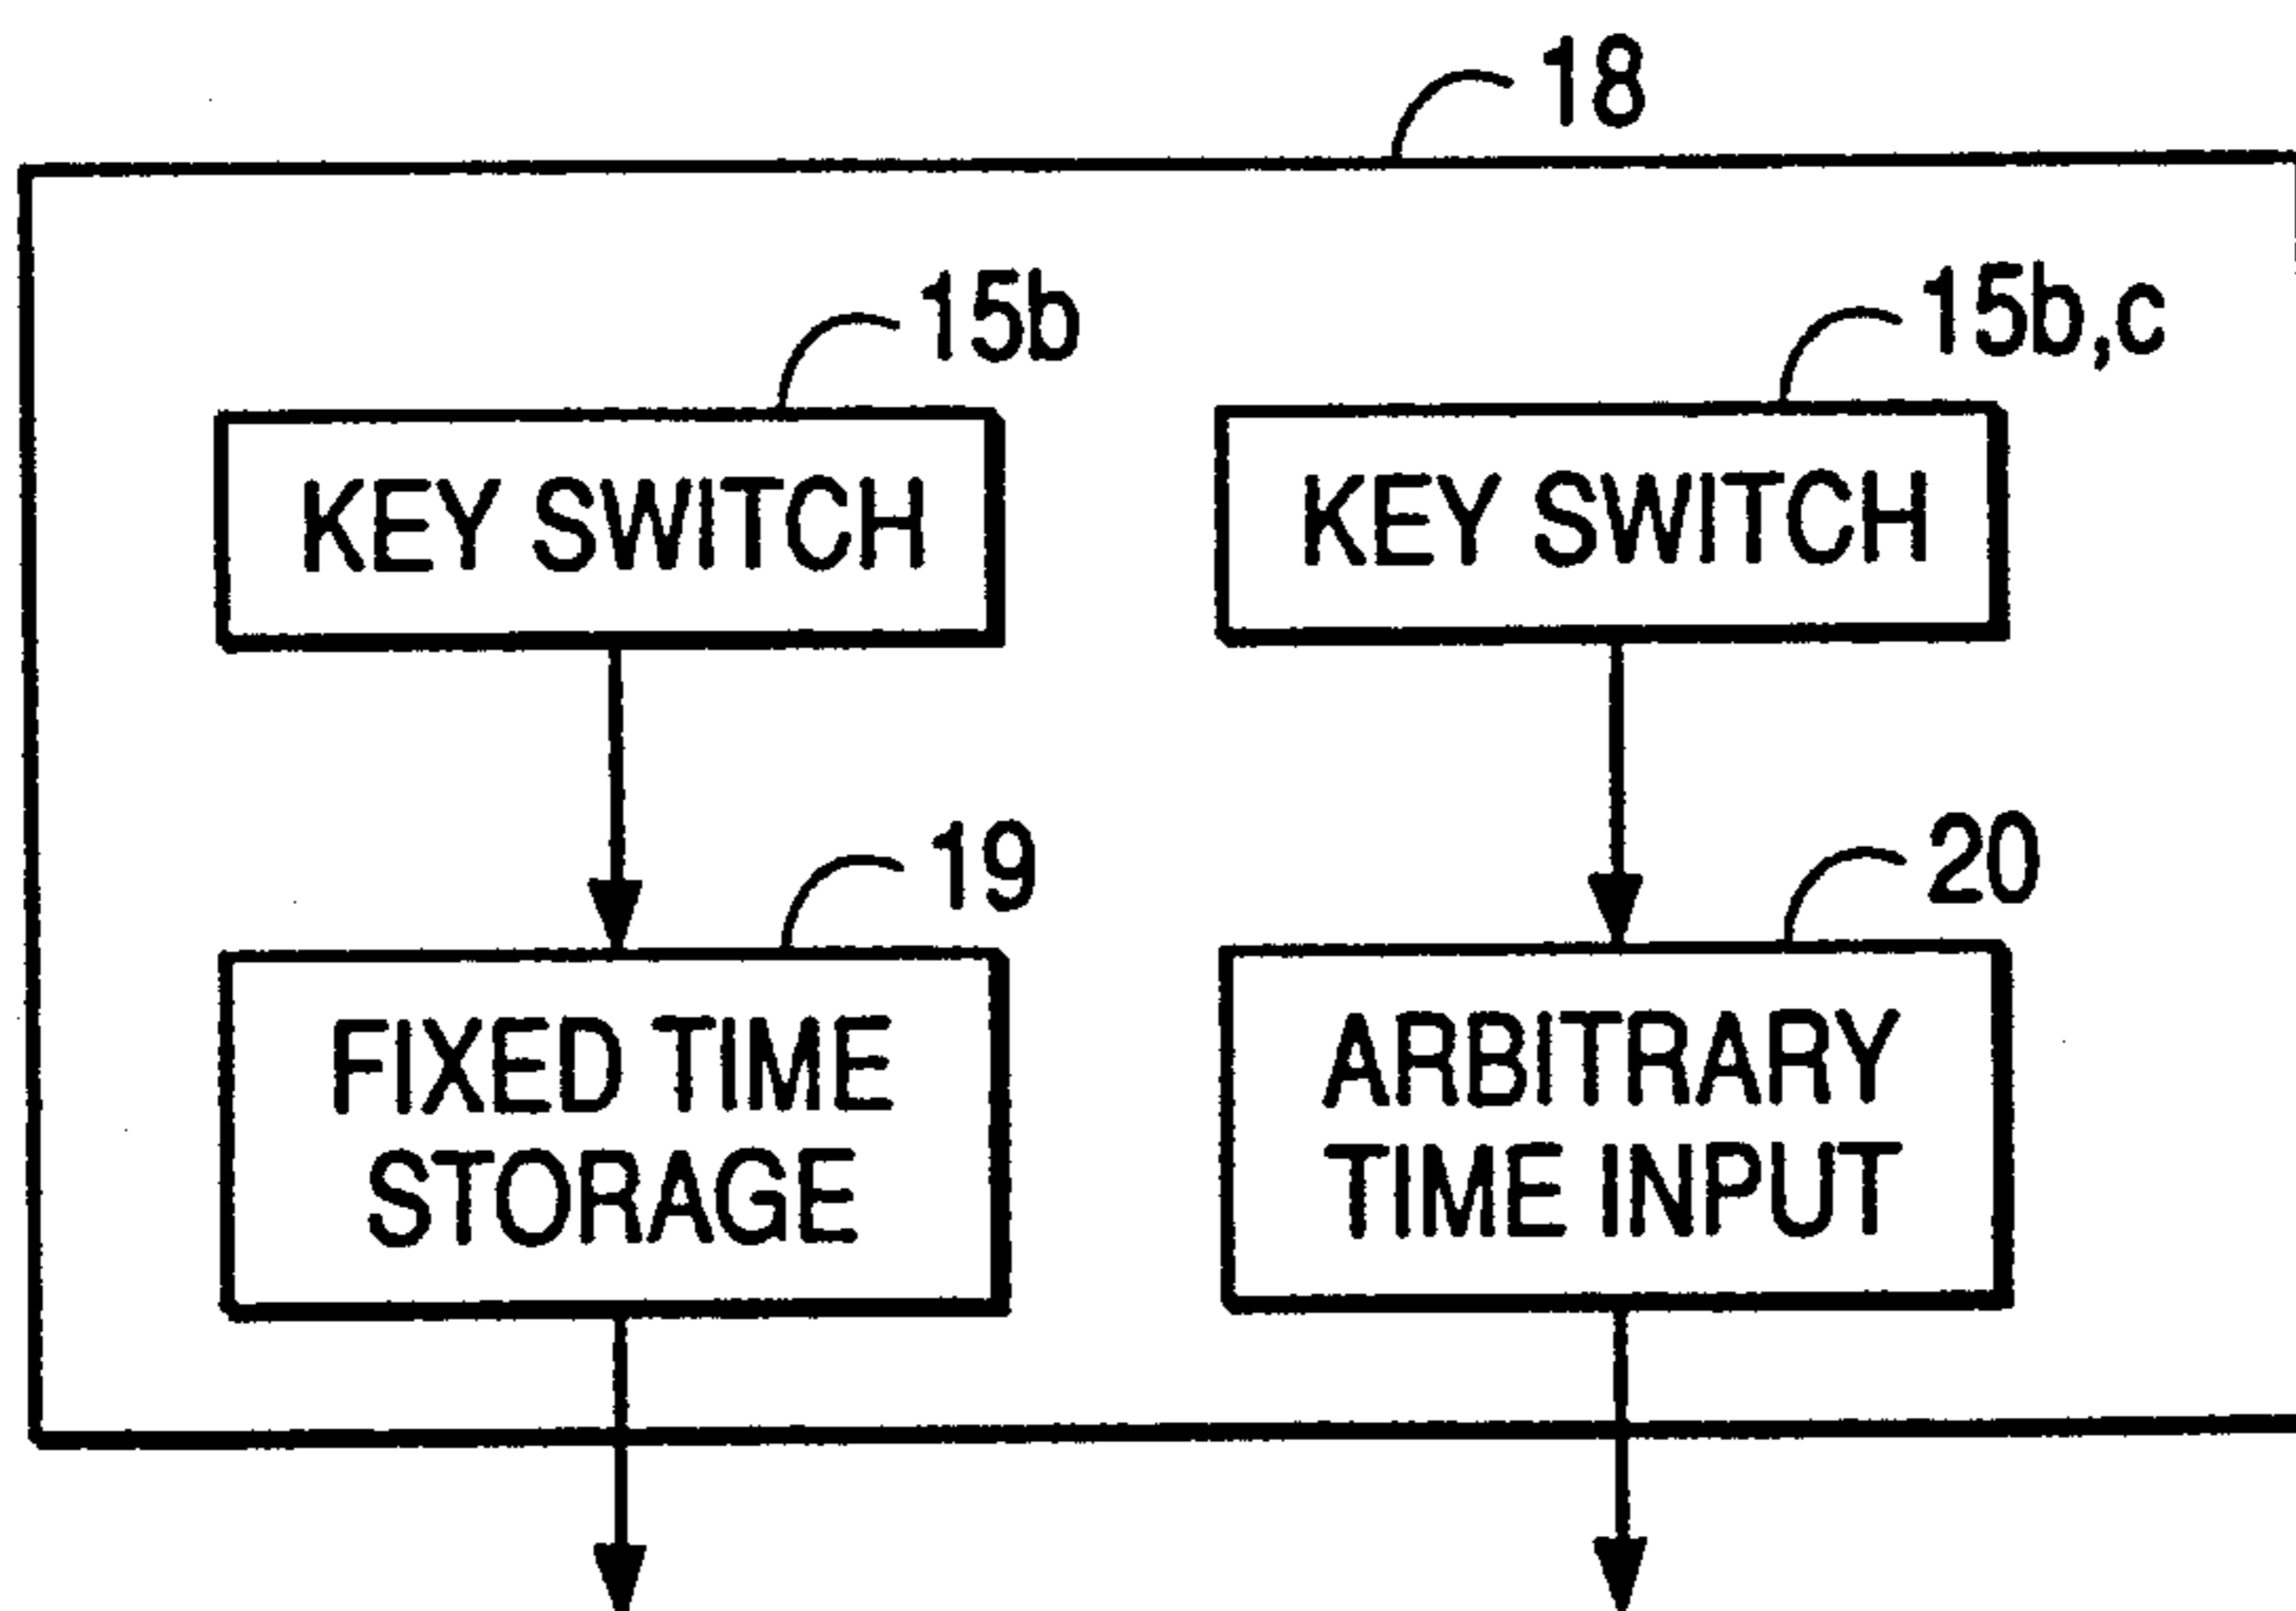 18
15b
15b,c
KEY SWITCH
KEY SWITCH
19
20
FIXED TIME
STORAGE
ARBITRARY
TIME INPUT